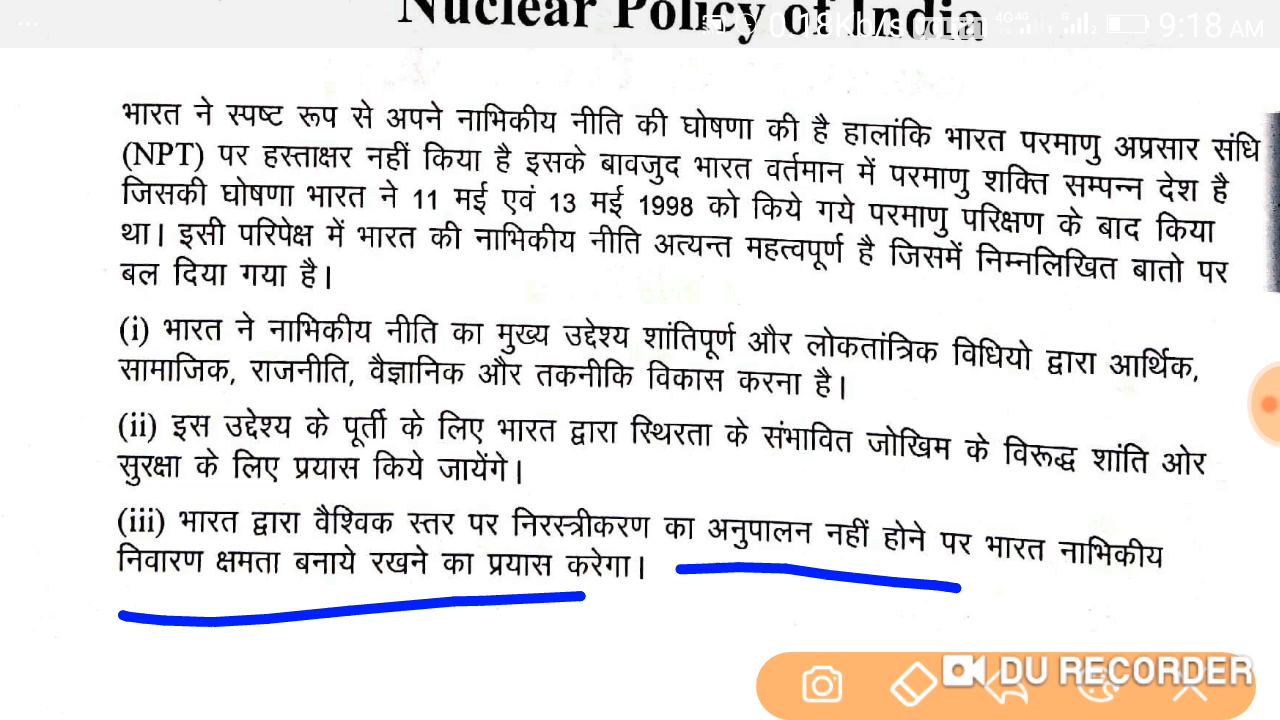 Nuclear Policy of India
0.18Kb/s 9:18 AM
भारत ने स्पष्ट रूप से अपने नाभिकीय नीति की घोषणा की है हालांकि भारत परमाणु अप्रसार संधि
(NPT) पर हस्ताक्षर नहीं किया है इसके बावजुद भारत वर्तमान में परमाणु शक्ति सम्पन्न देश है
जिसकी घोषणा भारत ने 11 मई एवं 13 मई 1998 को किये गये परमाणु परिक्षण के बाद किया
था। इसी परिपेक्ष में भारत की नाभिकीय नीति अत्यन्त महत्वपूर्ण है जिसमें निम्नलिखित बातो पर
बल दिया गया है।
(i) भारत ने नाभिकीय नीति का मुख्य उद्देश्य शांतिपूर्ण और लोकतांत्रिक विधियो द्वारा आर्थिक,
सामाजिक, राजनीति, वैज्ञानिक और तकनीकि विकास करना है।
(ii) इस उद्देश्य के पूर्ती के लिए भारत द्वारा स्थिरता के संभावित जोखिम के विरूद्ध शांति ओर
सुरक्षा के लिए प्रयास किये जायेंगे।
(iii) भारत द्वारा वैश्विक स्तर पर निरस्त्रीकरण का अनुपालन नहीं होने पर भारत नाभिकीय
निवारण क्षमता बनाये रखने का प्रयास करेगा।
DU RECORDER